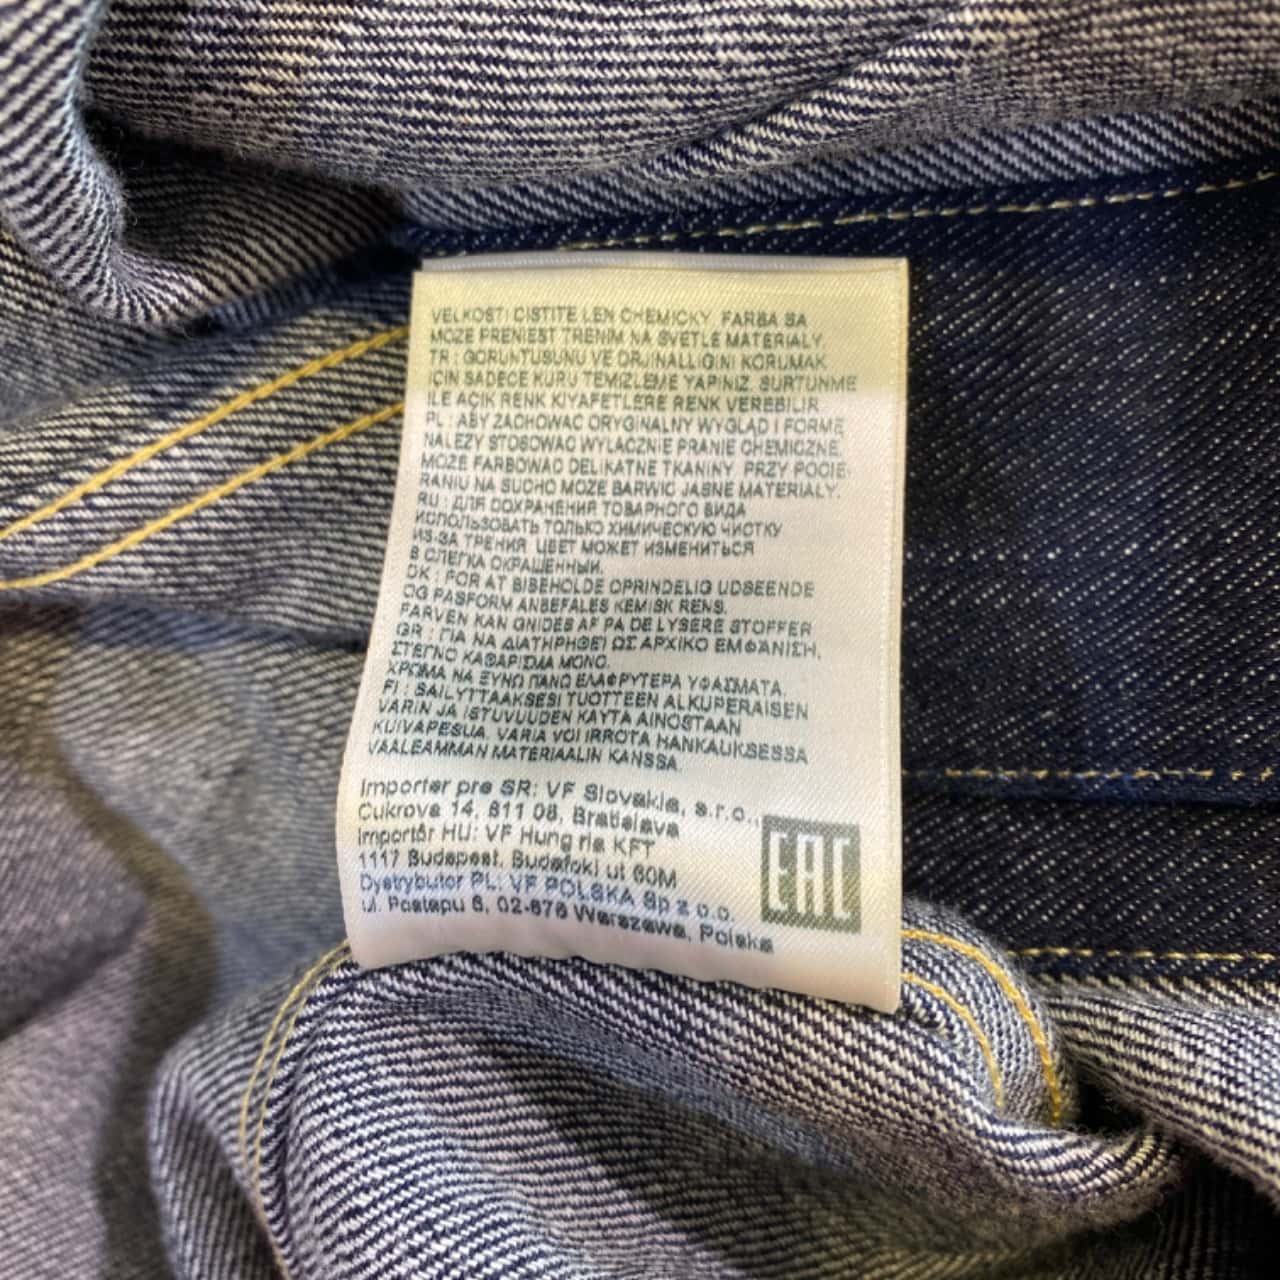 VELKOSTI CISTITE LEN CHEMICKY. FARBA SA
MOZE PRENIEST TRENIM NA SVETLE MATERIALY.
TR : GORUNTUSUNU VE ORJINALLIGINI KORUMAK
ICIN SADECE KURU TEMIZLEME YAPINIZ. SURTUNME
ILE AÇIK RENK KIYAFETLERE RENK VEREBILIR.
PL : ABY ZACHOWAC ORYGINALNY WYGLAD I FORME
NALEZY STOSOWAC WYLACZNIE PRANIE CHEMICZNE.
MOZE FARBOWAC DELIKATNE TKANINY. PRZY POCIE-
RANIU NA SUCHO MOZE BARWIC JASNE MATERIALY.
RU : ДЛЯ СОХРАНЕНИЯ ТОВАРНОГО ВИДА
ИСПОЛЬЗОВАТЬ ТОЛЬКО ХИМИЧЕСКУЮ ЧИСТКУ
ИЗ-ЗА ТРЕНИЯ ЦВЕТ МОЖЕТ ИЗМЕНИТЬСЯ
В СЛЕГКА ОКРАШЕННЫЙ.
DK : FOR AT BIBEHOLDE OPRINDELIG UDSEENDE
OG PASFORM ANBEFALES KEMISK RENS.
FARVEN KAN GNIDES AF PA DE LYSERE STOFFER
GR : ΓΙΑ ΝΑ ΔΙΑΤΗΡΗΘΕΙ ΩΣ ΑΡΧΙΚΟ ΕΜΦΑΝΙΣΗ,
ΣΤΕΓΝΟ ΚΑΘΑΡΙΣΜΑ ΜΟΝΟ.
ΧΡΩΜΑ ΝΑ ΞΥΝΟ ΠΑΝΩ ΕΛΑΦΡΥΤΕΡΑ ΥΦΑΣΜΑΤΑ.
FI : SAILYTTAAKSESI TUOTTEEN ALKUPERAISEN
VARIN JA ISTUVUUDEN KAYTA AINOSTAAN
KUIVAPESUA. VARIA VOI IRROTA HANKAUKSESSA
VAALEAMMAN MATERIAALIN KANSSA.
Importer pre SR: VF Slovakia, s.r.o.,
Cukrova 14, 811 08, Bratislava
Importőr HU: VF Hung ria KFT
1117 Budapest. Budafoki ut 60M
Dystrybutor PL: VF POLSKA Sp z o.o.
ul. Postepu 6, 02-676 Warszawa, Polska
EAC